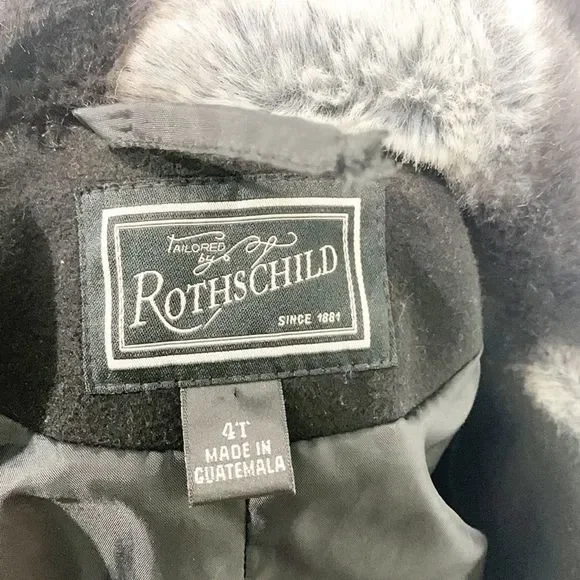 TAILORED
by
ROTHSCHILD
SINCE 1881
4T
MADE IN
GUATEMALA